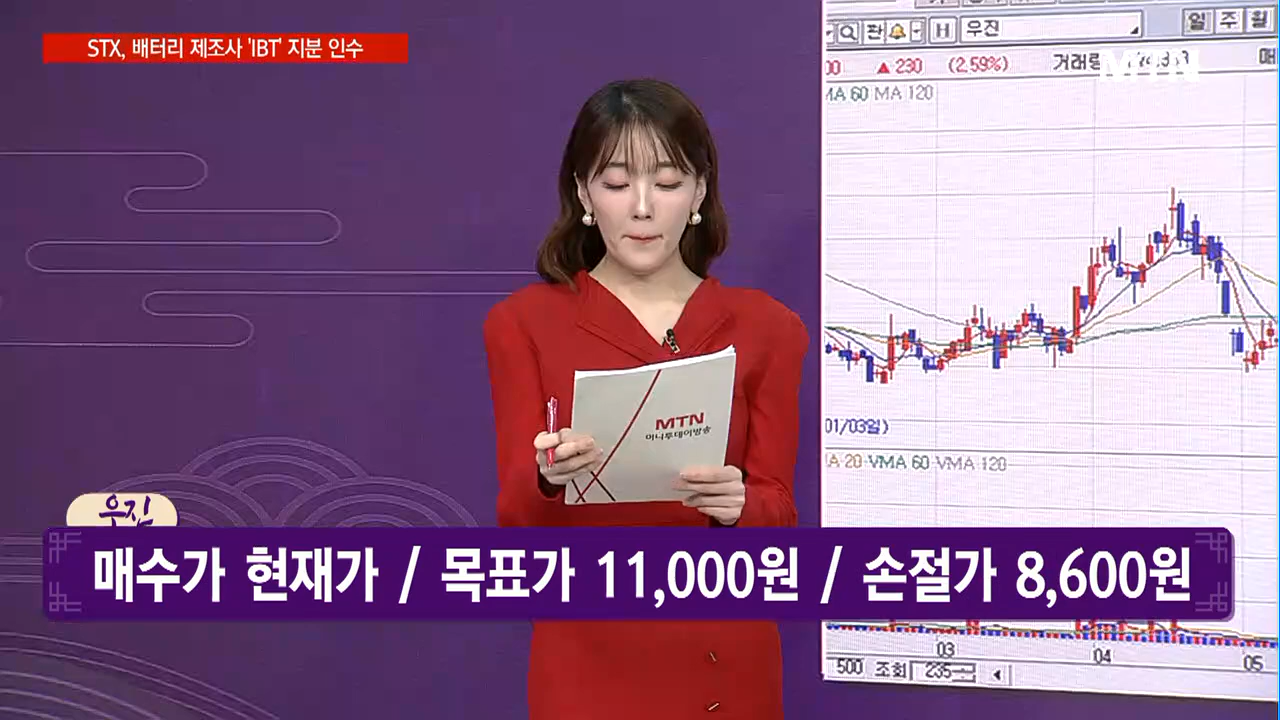 STX, 배터리 제조사 'IBT' 지분 인수
H 우진
일 주 월
▲ 230 (2.59%) 거래량
MTN
MA 60 MA 120
MTN
머니투데이방송
01/03일)
VMA 60 VMA 120
우진
매수가 현재가 / 목표가 11,000원 / 손절가 8,600원
03 04 05
500 조회 235